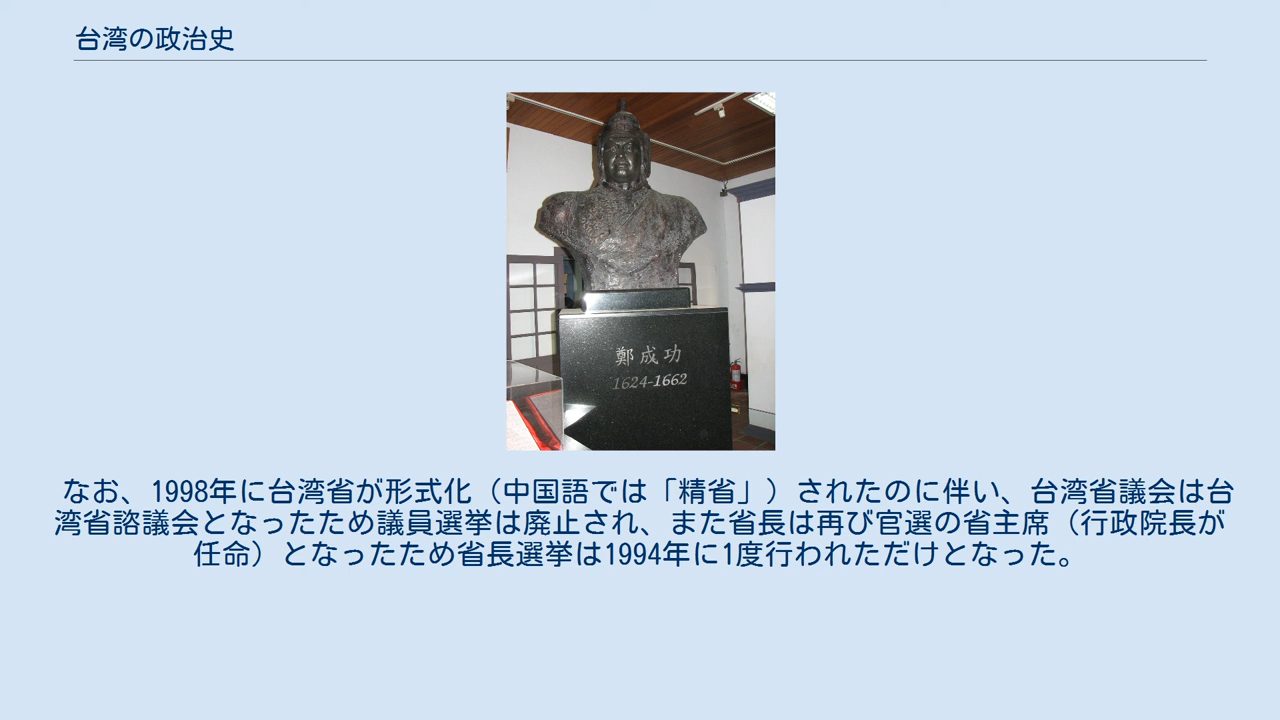 台湾の政治史
鄭成功
1624-1662
なお、1998年に台湾省が形式化（中国語では「精省」）されたのに伴い、台湾省議会は台
湾省諮議会となったため議員選挙は廃止され、また省長は再び官選の省主席（行政院長が
任命）となったため省長選挙は1994年に1度行われただけとなった。